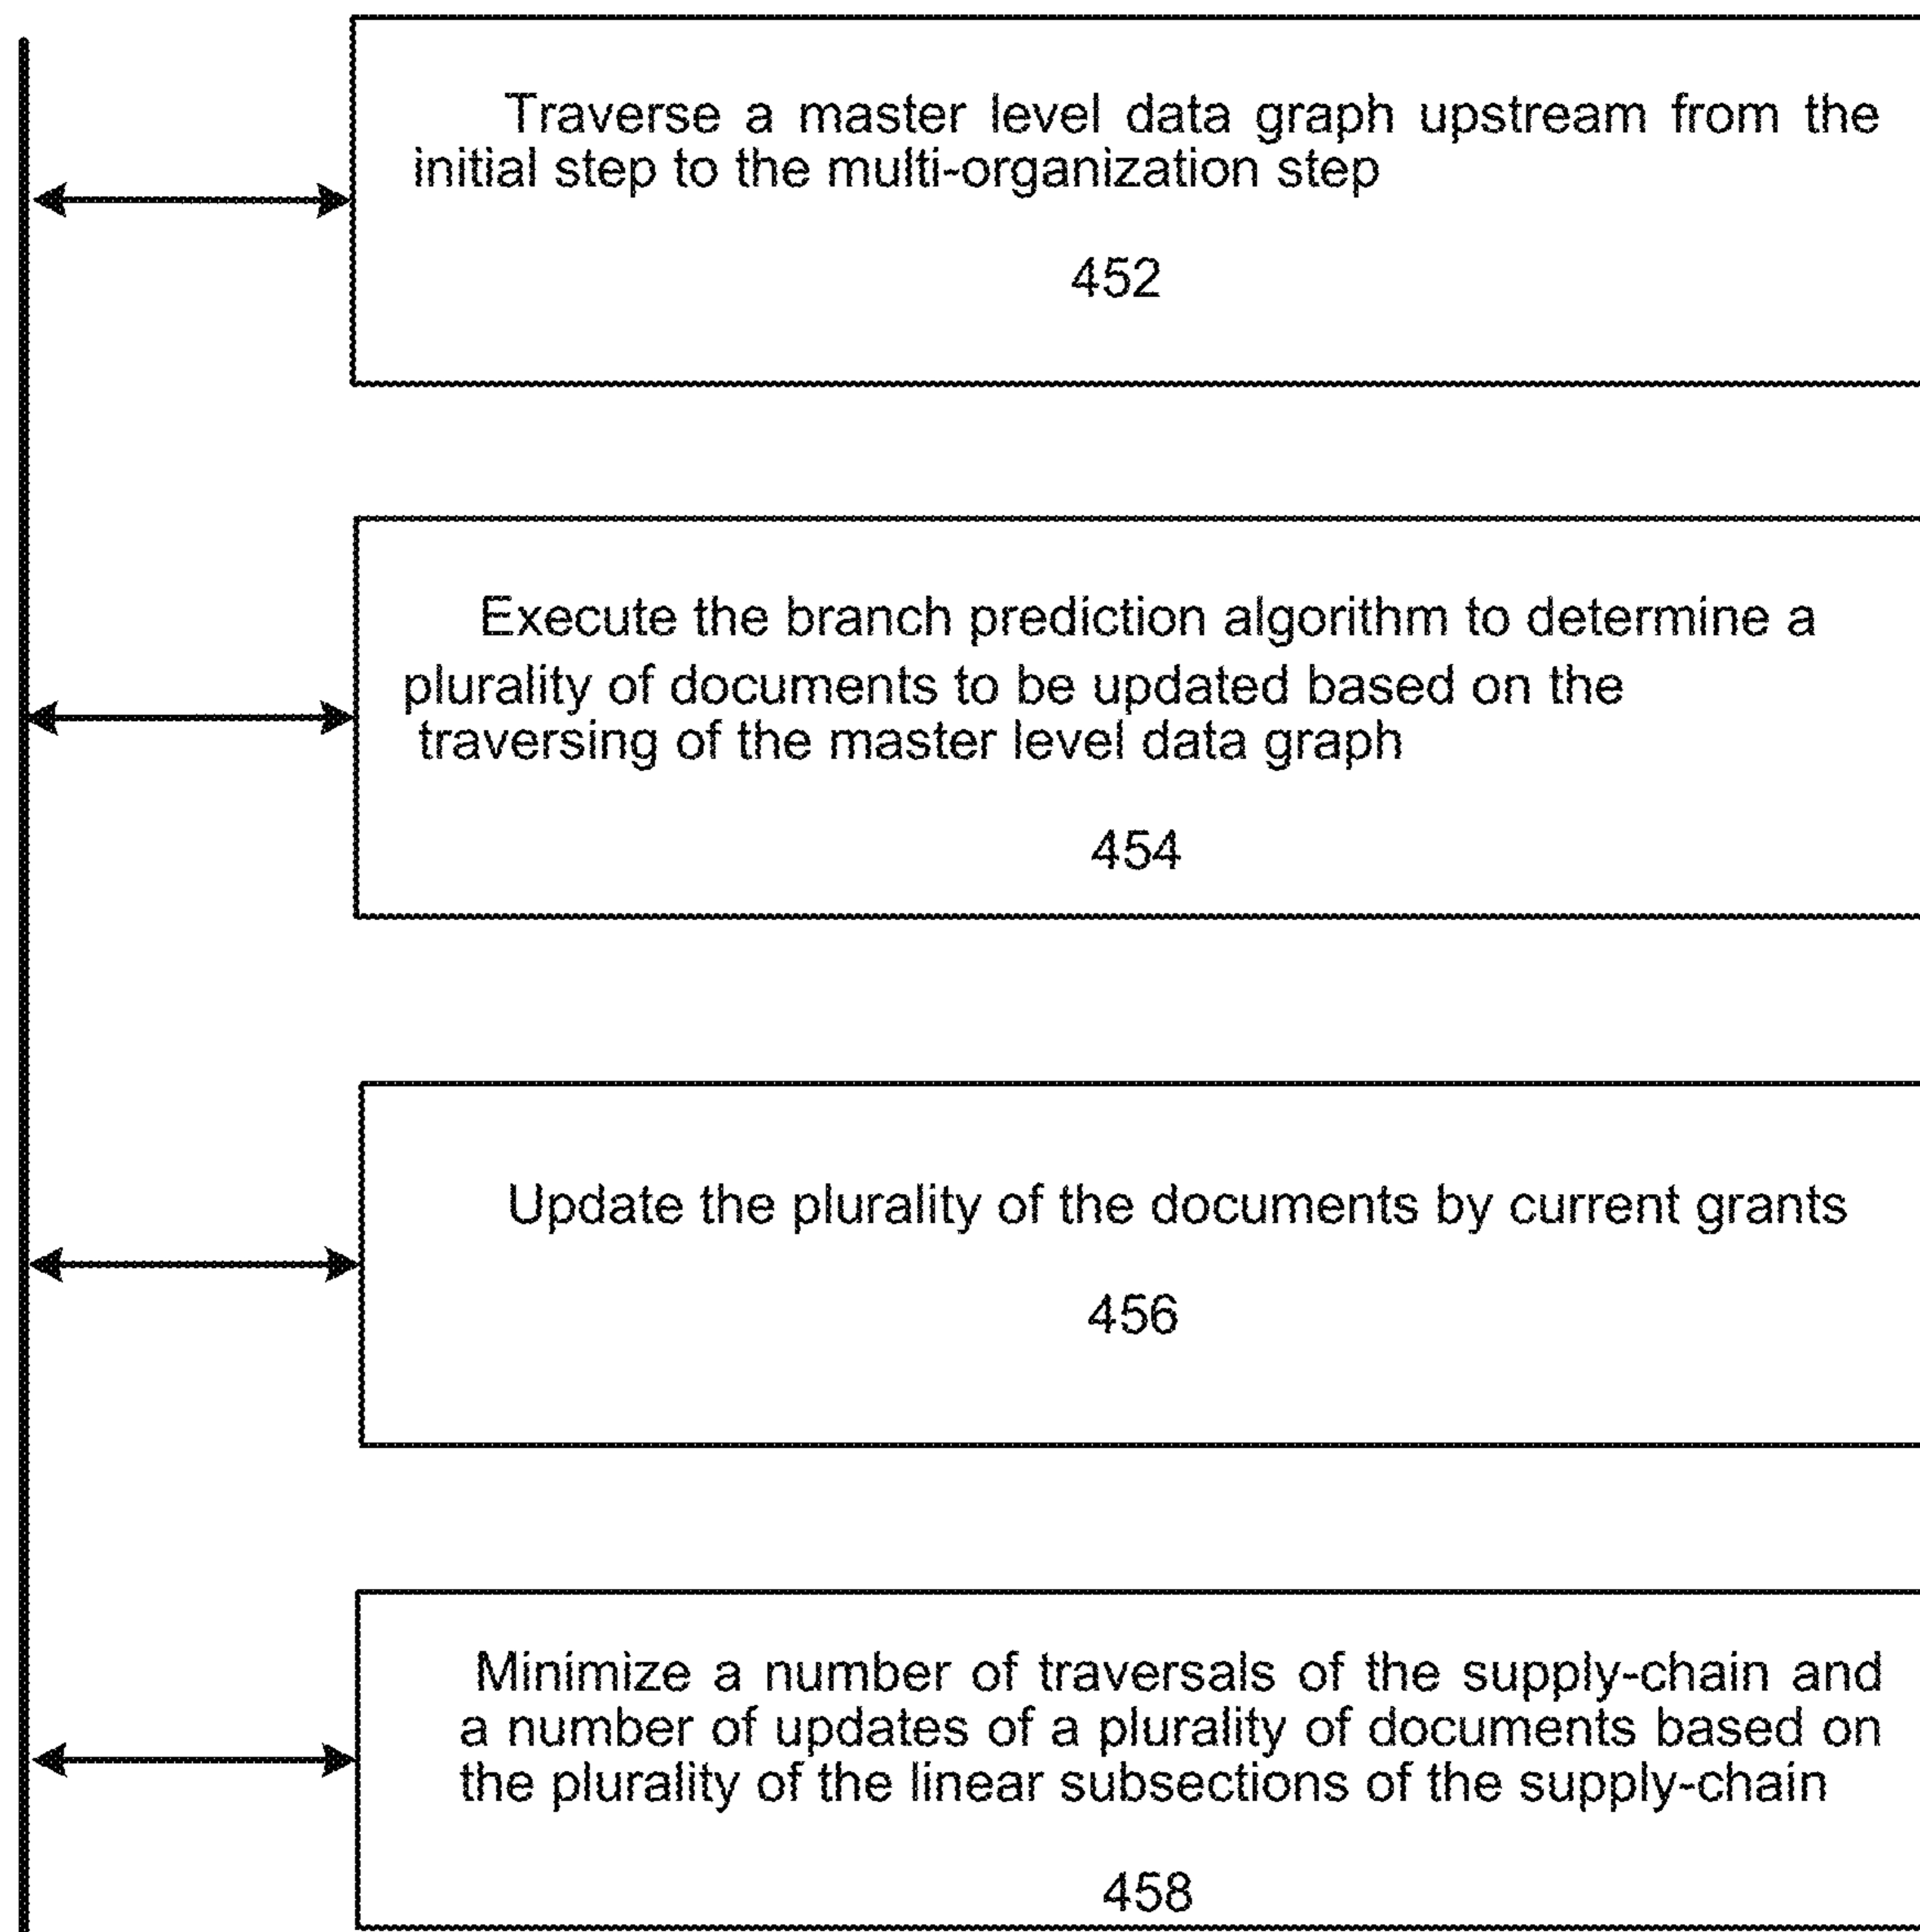 Traverse a master level data graph upstream from the
initial step to the multi-organization step
452
Execute the branch prediction algorithm to determine a
plurality of documents to be updated based on the
traversing of the master level data graph
454
Update the plurality of the documents by current grants
456
Minimize a number of traversals of the supply-chain and
a number of updates of a plurality of documents based on
the plurality of the linear subsections of the supply-chain
458